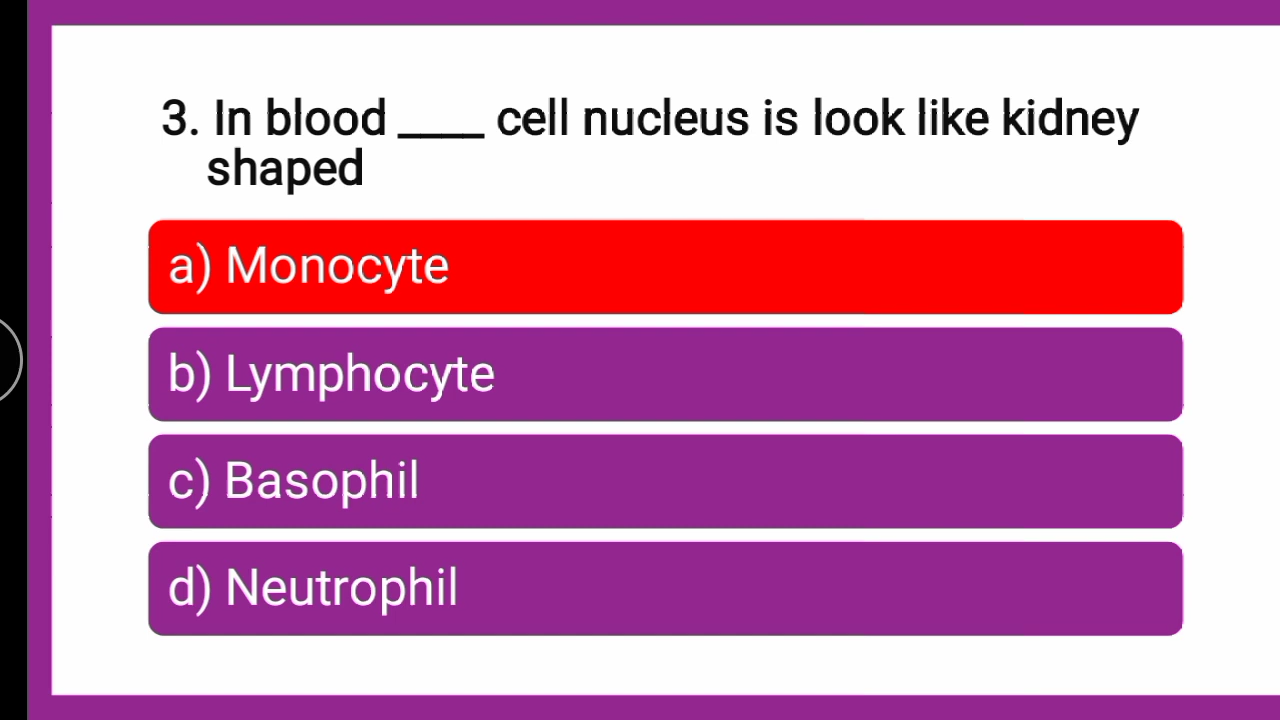 3. In blood ____ cell nucleus is look like kidney
shaped
a) Monocyte
b) Lymphocyte
c) Basophil
d) Neutrophil